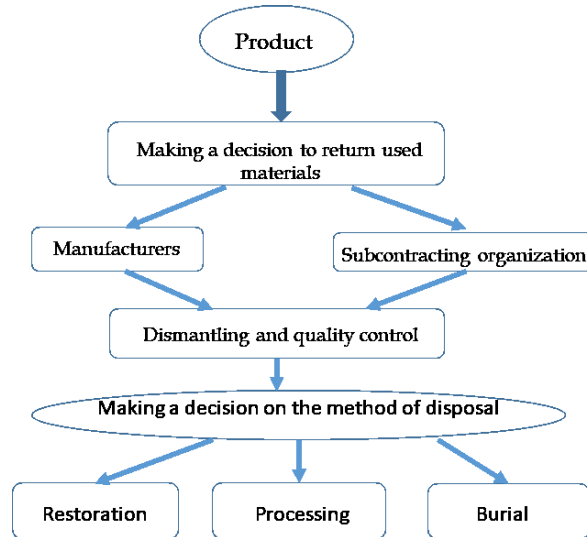 Product
Making a decision to return used
materials
Manufacturers
Subcontracting organization
Dismantling and quality control
Making a decision on the method of disposal
Restoration
Processing
Burial